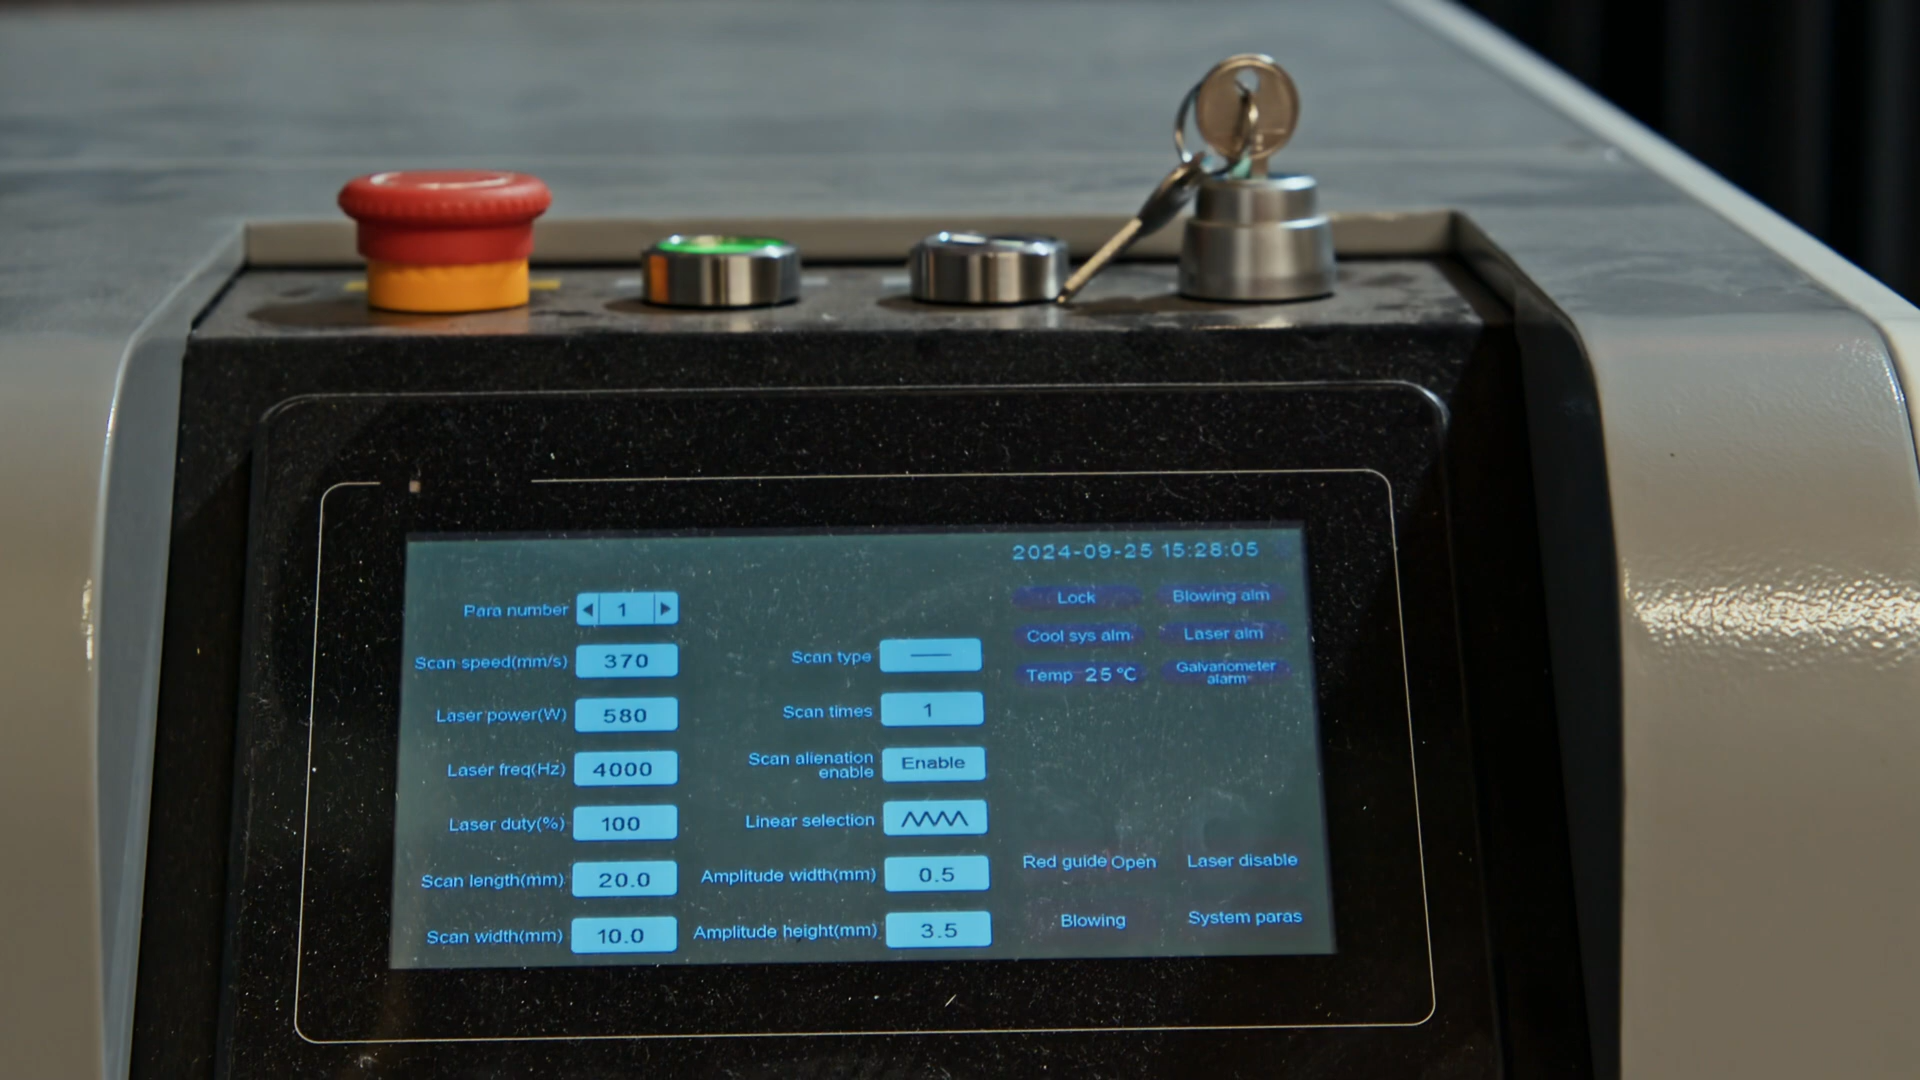 2024-09-25 15:28:05
Para number 1
Scan speed(mm/s) 370
Laser power(W) 580
Laser freq(Hz) 4000
Laser duty(%) 100
Scan length(mm) 20.0
Scan width(mm) 10.0
Scan type
Scan times 1
Scan alienation
enable Enable
Linear selection
Amplitude width(mm) 0.5
Amplitude height(mm) 3.5
Lock Blowing alm
Cool sys alm Laser alm
Temp 25℃ Galvanometer
alarm
Red guide Open Laser disable
Blowing System paras